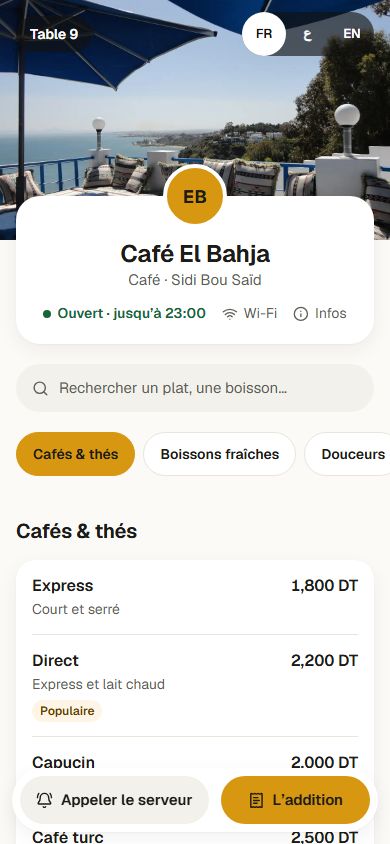 Table 9
FR
ع
EN
EB
Café El Bahja
Café · Sidi Bou Saïd
Ouvert · jusqu'à 23:00
Wi-Fi
Infos
Rechercher un plat, une boisson...
Cafés & thés
Boissons fraîches
Douceurs
Cafés & thés
Express 1,800 DT
Court et serré
Direct 2,200 DT
Express et lait chaud
Populaire
Capucin 2,000 DT
Appeler le serveur
L'addition
Café turc 2,500 DT